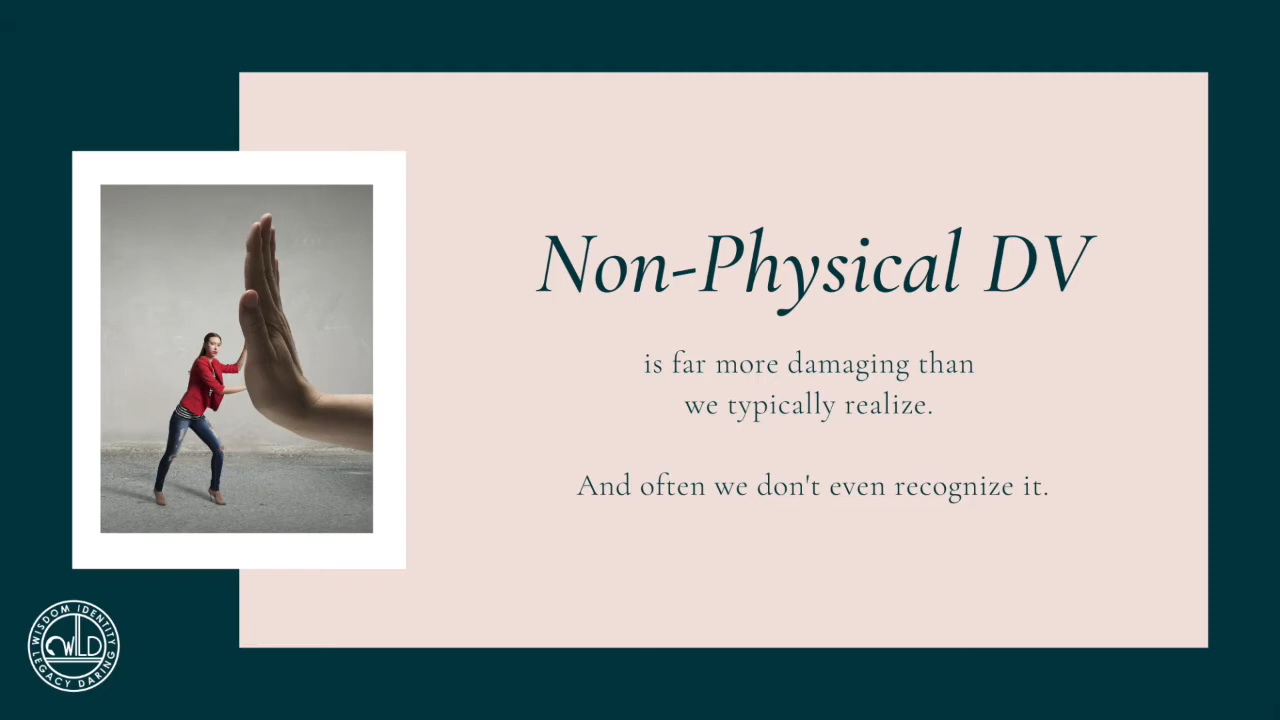 Non-Physical DV
is far more damaging than
we typically realize.
And often we don't even recognize it.
WISDOM IDENTITY
LEGACY DARING
WILD